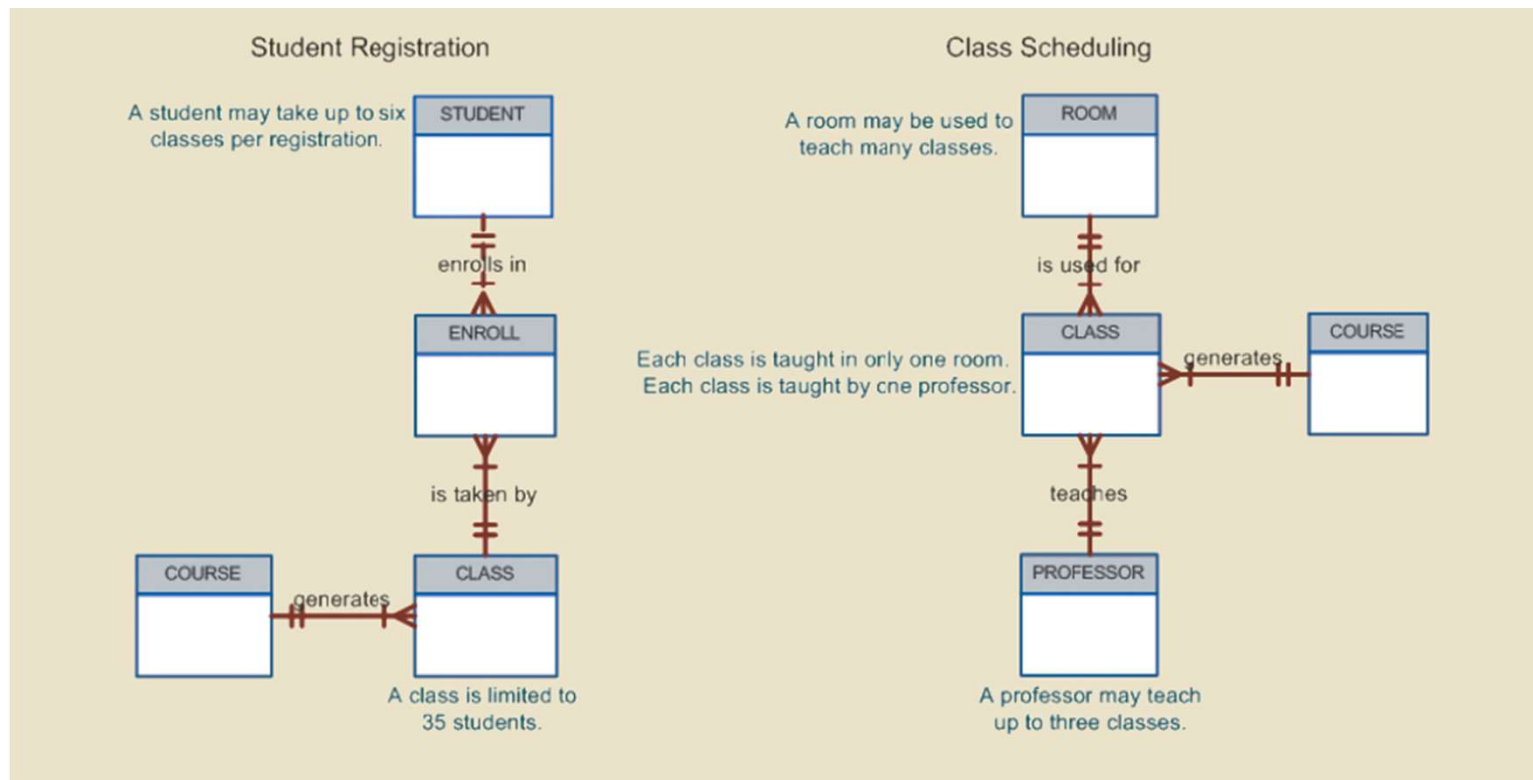 Student Registration
A student may take up to six
classes per registration.
STUDENT
enrolls in
ENROLL
is taken by
COURSE
generates
CLASS
A class is limited to
35 students.
Class Scheduling
A room may be used to
teach many classes.
ROOM
is used for
Each class is taught in only one room.
Each class is taught by cne professor.
CLASS
generates
COURSE
teaches
PROFESSOR
A professor may teach
up to three classes.